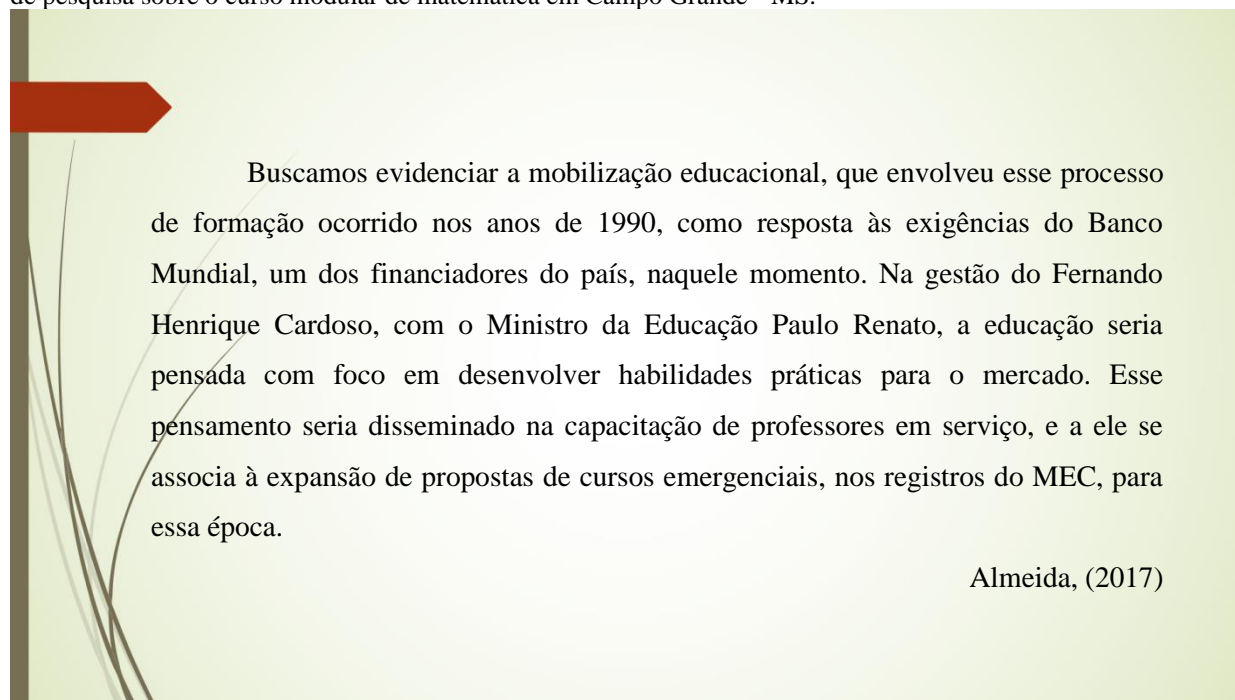 de pesquisa sobre o curso modular de matemática em Campo Grande - MS.
Buscamos evidenciar a mobilização educacional, que envolveu esse processo
de formação ocorrido nos anos de 1990, como resposta às exigências do Banco
Mundial, um dos financiadores do país, naquele momento. Na gestão do Fernando
Henrique Cardoso, com o Ministro da Educação Paulo Renato, a educação seria
pensada com foco em desenvolver habilidades práticas para o mercado. Esse
pensamento seria disseminado na capacitação de professores em serviço, e a ele se
associa à expansão de propostas de cursos emergenciais, nos registros do MEC, para
essa época.
Almeida, (2017)